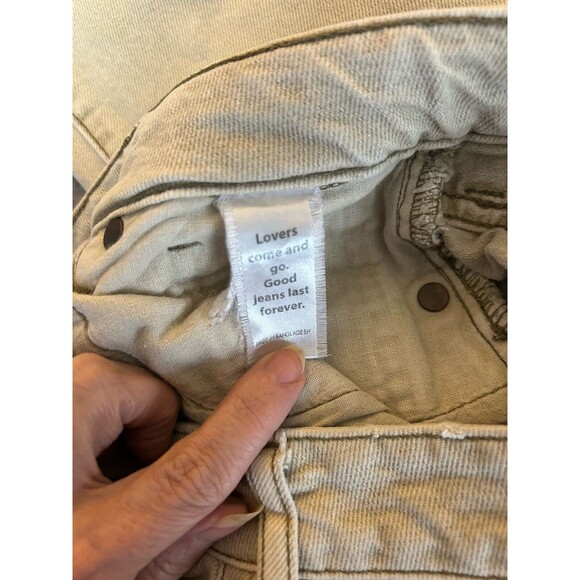 Lovers
come and
go.
Good
jeans last
forever.
MADE IN BANGLADESH